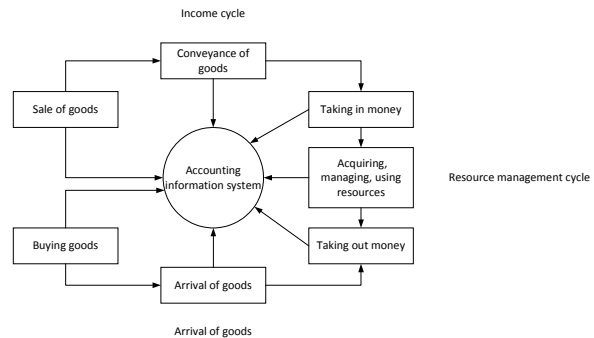 Income cycle
Conveyance of
goods
Sale of goods
Taking in money
Accounting
information system
Acquiring,
managing, using
resources
Resource management cycle
Buying goods
Taking out money
Arrival of goods
Arrival of goods